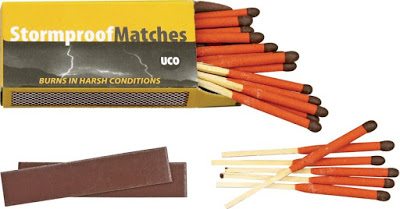 StormproofMatches
UCO
BURNS IN HARSH CONDITIONS